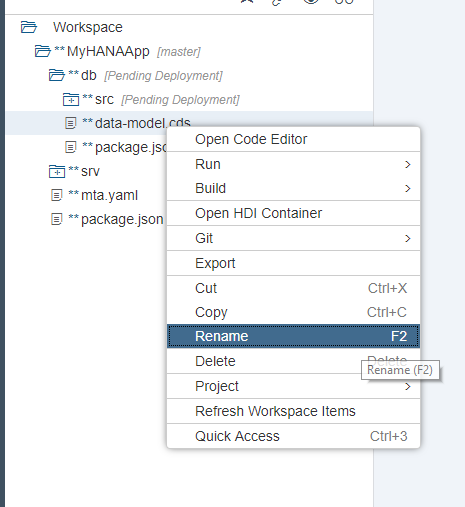 Workspace
** MyHANAApp [master]
** db [Pending Deployment]
** src [Pending Deployment]
** data-model.cds
** package.jso
** srv
** mta.yaml
** package.json
Open Code Editor
Run
Build
Open HDI Container
Git
Export
Cut Ctrl+X
Copy Ctrl+C
Rename F2
Delete Delete
Rename (F2)
Project
Refresh Workspace Items
Quick Access Ctrl+3